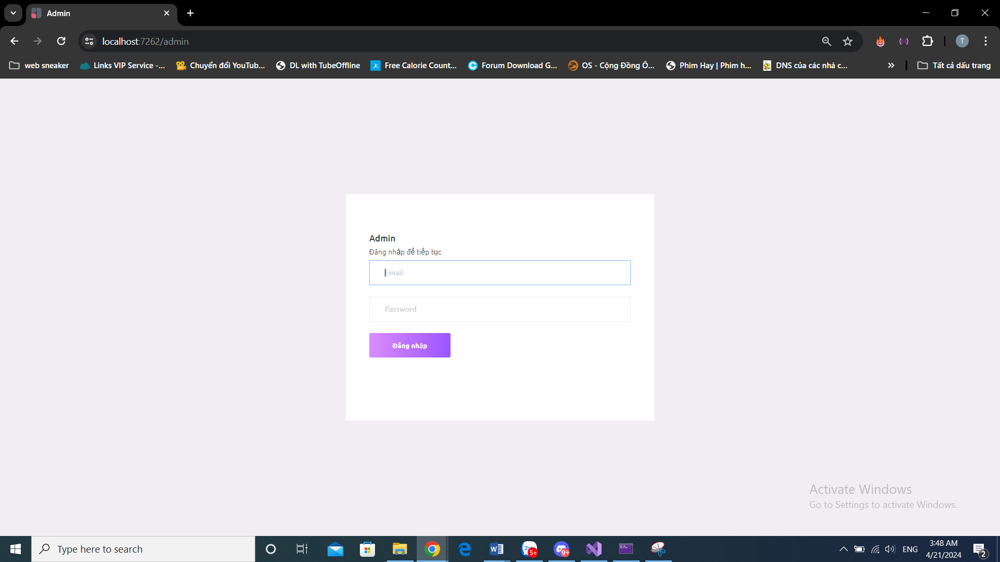 Admin
localhost:7262/admin
T
web sneaker
Links VIP Service -...
Chuyển đổi YouTub...
DL with TubeOffline
Free Calorie Count...
Forum Download G...
OS - Cộng Đồng Ô...
Phim Hay | Phim h...
DNS của các nhà c...
Tất cả dấu trang
Admin
Đăng nhập để tiếp tục
Email
Password
Đăng nhập
Activate Windows
Go to Settings to activate Windows.
Type here to search
5+
9+
ENG
3:48 AM
4/21/2024
2